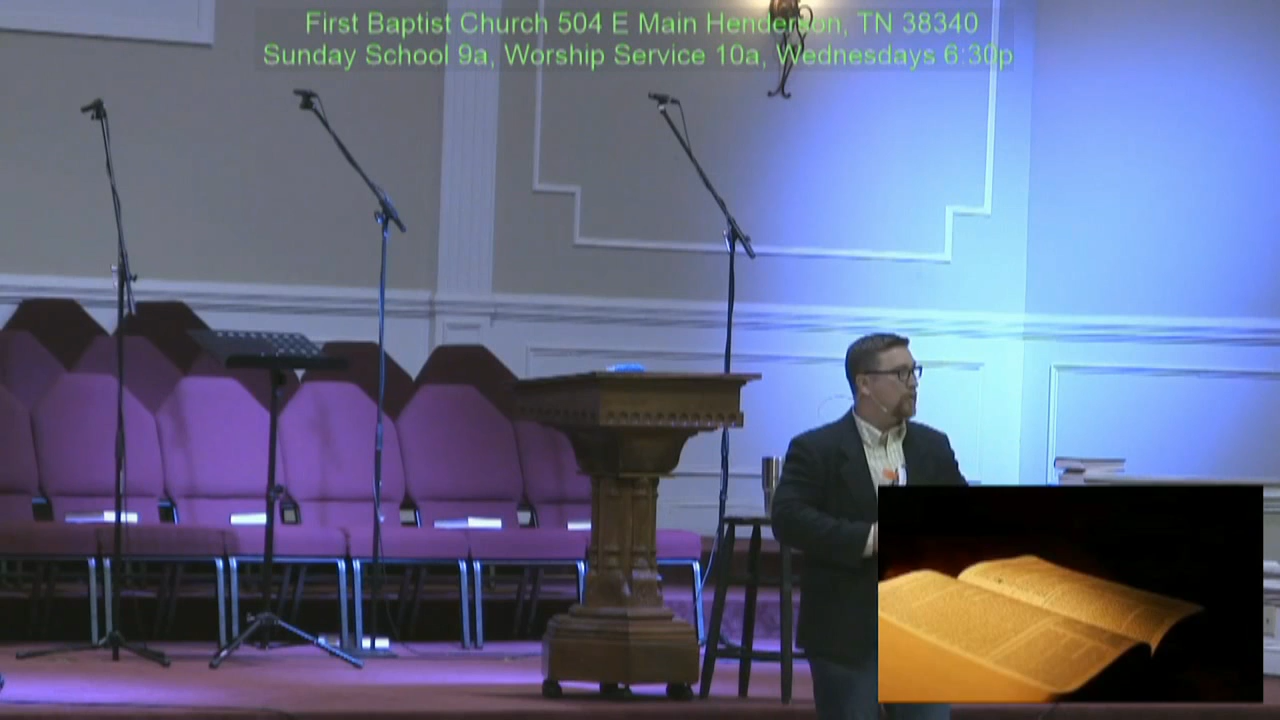 First Baptist Church 504 E Main Henderson, TN 38340
Sunday School 9a, Worship Service 10a, Wednesdays 6:30p